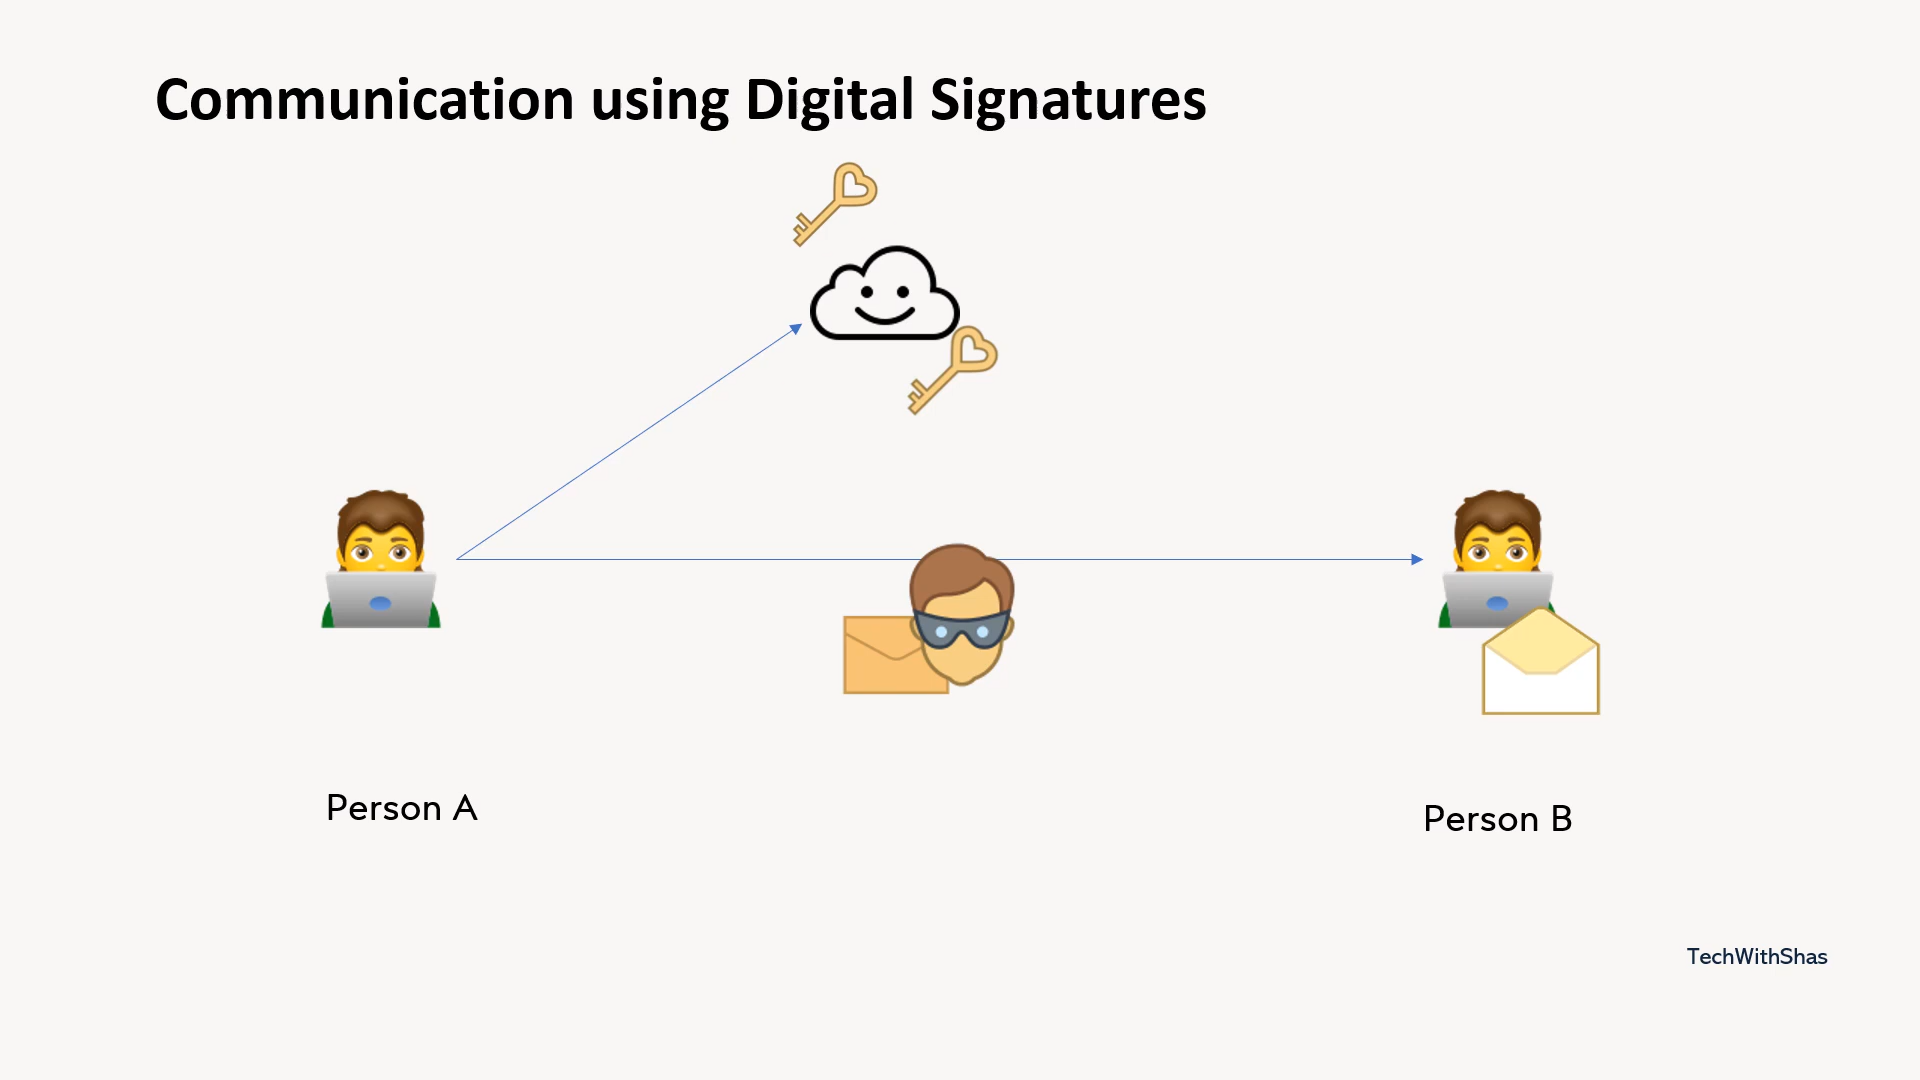 Communication using Digital Signatures
Person A
Person B
TechWithShas